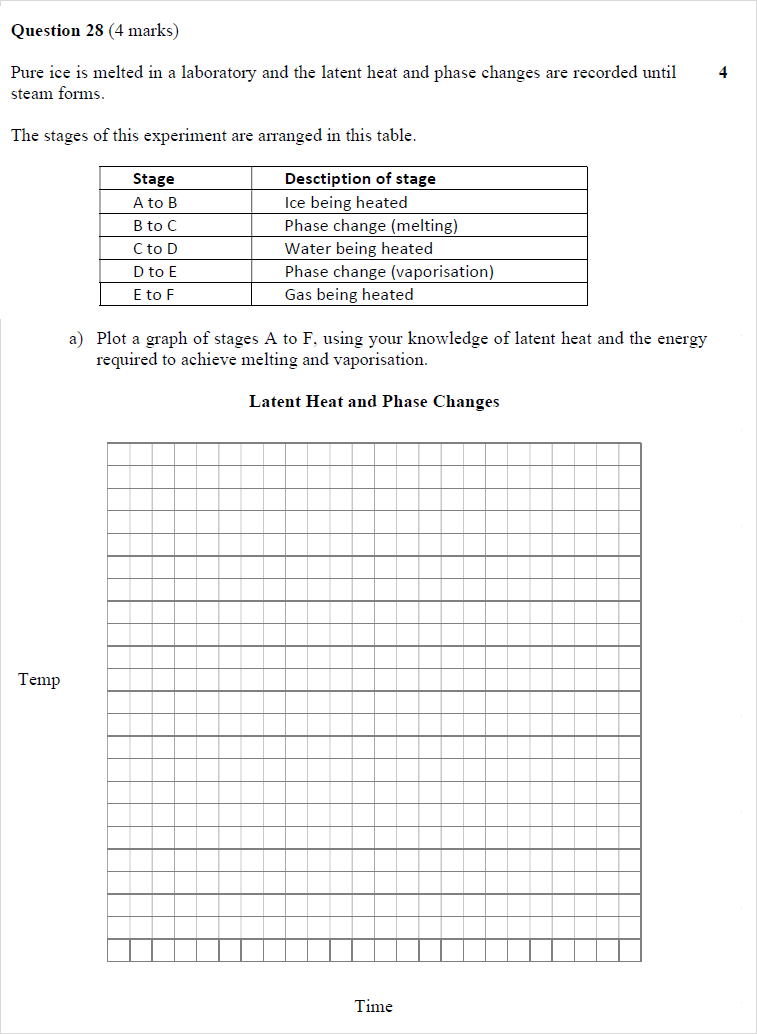 Question 28 (4 marks)
Pure ice is melted in a laboratory and the latent heat and phase changes are recorded until 4
steam forms.
The stages of this experiment are arranged in this table.
Stage Desctiption of stage
A to B Ice being heated
B to C Phase change (melting)
C to D Water being heated
D to E Phase change (vaporisation)
E to F Gas being heated
a) Plot a graph of stages A to F, using your knowledge of latent heat and the energy
required to achieve melting and vaporisation.
Latent Heat and Phase Changes
Temp
Time